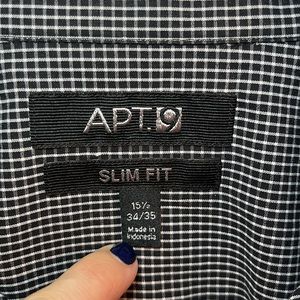 APT.9
SLIM FIT
15½
34/35
Made in
Indonesia